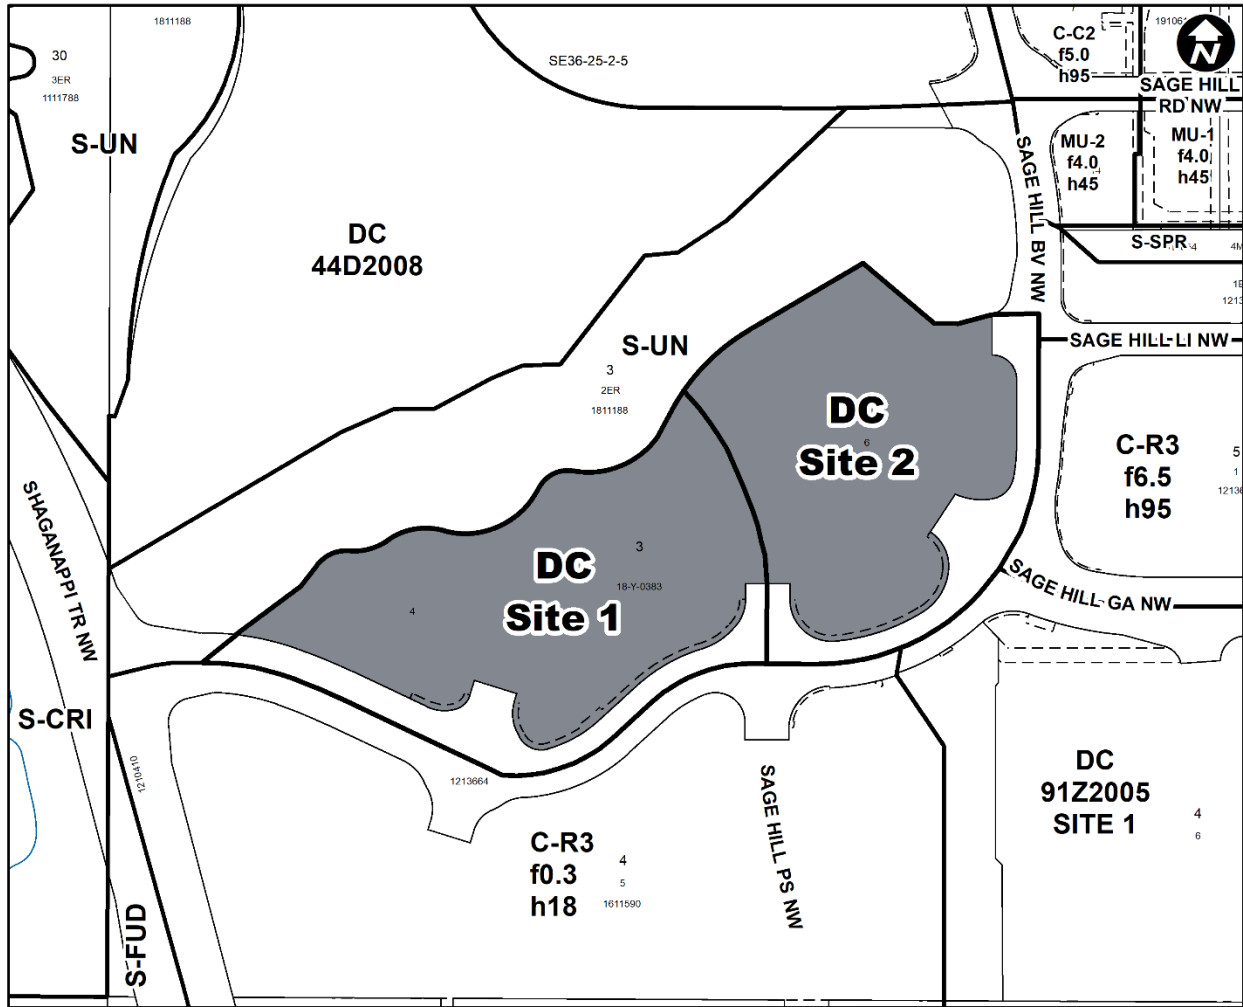 1811188
30
3ER
1111788
S-UN
SE36-25-2-5
C-C2
f5.0
h95
N
SAGE HILL
RD NW
MU-2
f4.0
h45
MU-1
f4.0
h45
SAGE HILL BV NW
S-SPR
DC
44D2008
S-UN
3
2ER
1811188
SAGE HILL LI NW
DC
Site 2
6
C-R3
f6.5
h95
5
1
SHAGANAPPI TR NW
DC
Site 1
3
18-Y-0383
4
SAGE HILL GA NW
S-CRI
1210410
1213664
SAGE HILL PS NW
DC
91Z2005
SITE 1
4
6
C-R3
f0.3
h18
4
5
1611590
S-FUD